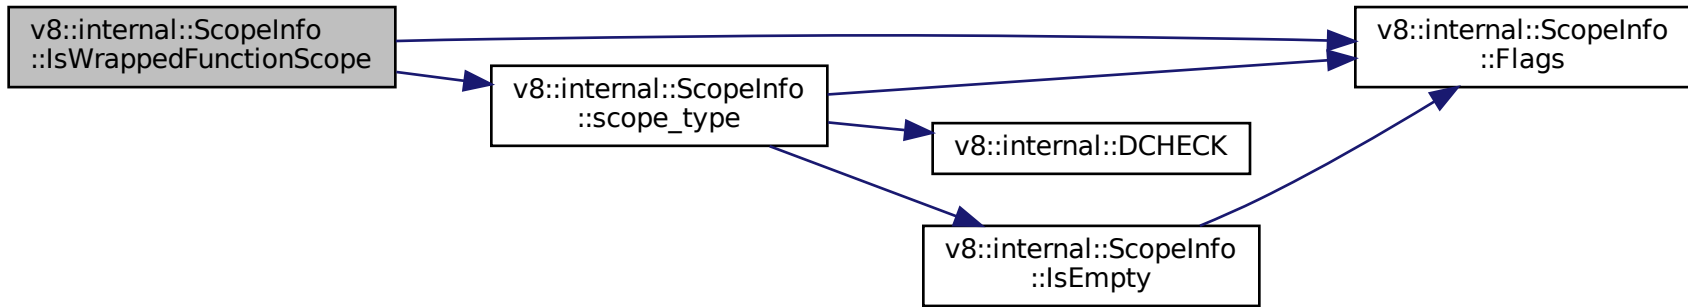 v8::internal::ScopeInfo
::IsWrappedFunctionScope
v8::internal::ScopeInfo
::scope_type
v8::internal::ScopeInfo
::Flags
v8::internal::DCHECK
v8::internal::ScopeInfo
::IsEmpty